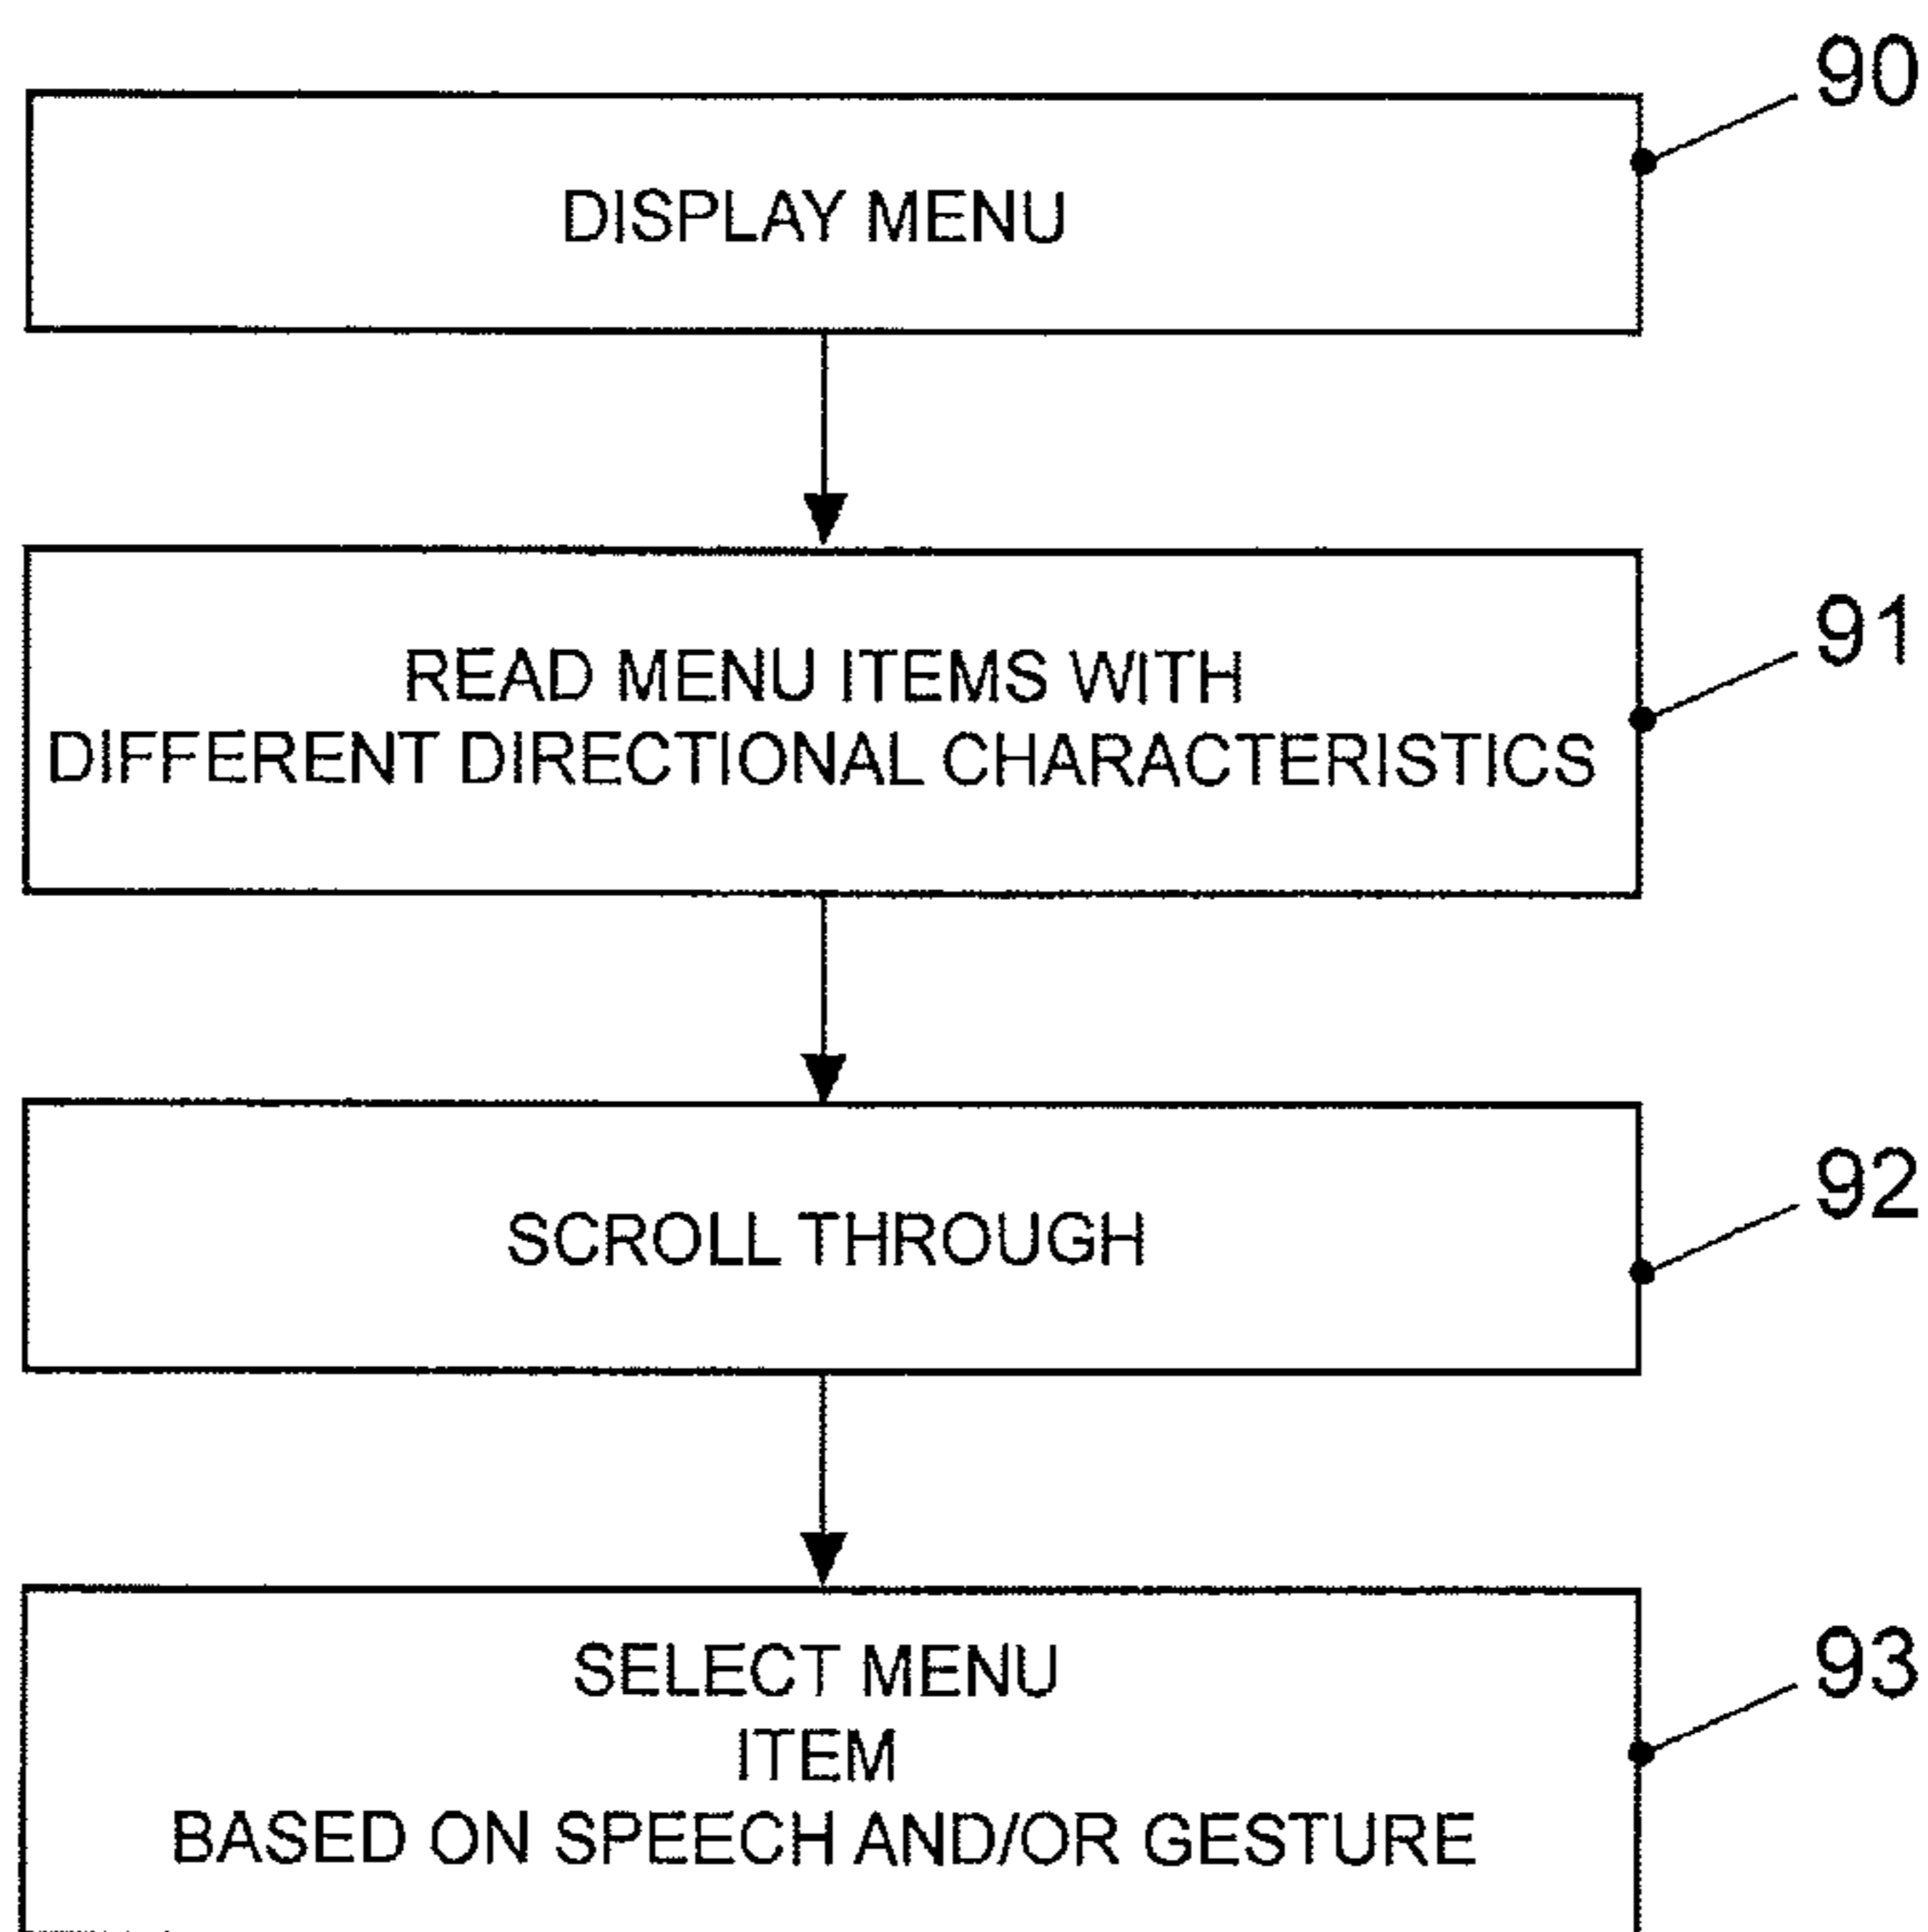 90
DISPLAY MENU
91
READ MENU ITEMS WITH
DIFFERENT DIRECTIONAL CHARACTERISTICS
92
SCROLL THROUGH
93
SELECT MENU
ITEM
BASED ON SPEECH AND/OR GESTURE